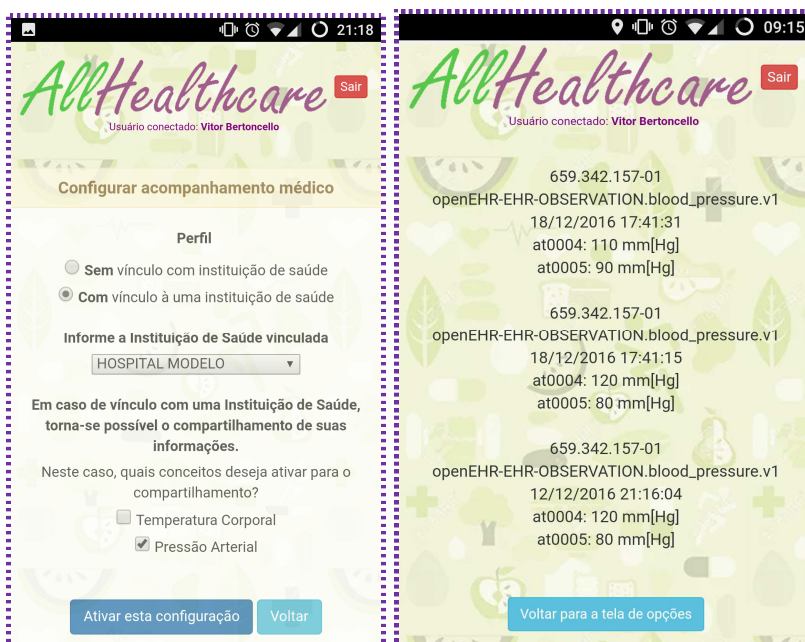 21:18
AllHealthcare
Sair
Usuário conectado: Vitor Bertoncello
Configurar acompanhamento médico
Perfil
Sem vínculo com instituição de saúde
Com vínculo à uma instituição de saúde
Informe a Instituição de Saúde vinculada
HOSPITAL MODELO
Em caso de vínculo com uma Instituição de Saúde,
torna-se possível o compartilhamento de suas
informações.
Neste caso, quais conceitos deseja ativar para o
compartilhamento?
Temperatura Corporal
Pressão Arterial
Ativar esta configuração
Voltar
09:15
AllHealthcare
Sair
Usuário conectado: Vitor Bertoncello
659.342.157-01
openEHR-EHR-OBSERVATION.blood_pressure.v1
18/12/2016 17:41:31
at0004: 110 mm[Hg]
at0005: 90 mm[Hg]
659.342.157-01
openEHR-EHR-OBSERVATION.blood_pressure.v1
18/12/2016 17:41:15
at0004: 120 mm[Hg]
at0005: 80 mm[Hg]
659.342.157-01
openEHR-EHR-OBSERVATION.blood_pressure.v1
12/12/2016 21:16:04
at0004: 120 mm[Hg]
at0005: 80 mm[Hg]
Voltar para a tela de opções